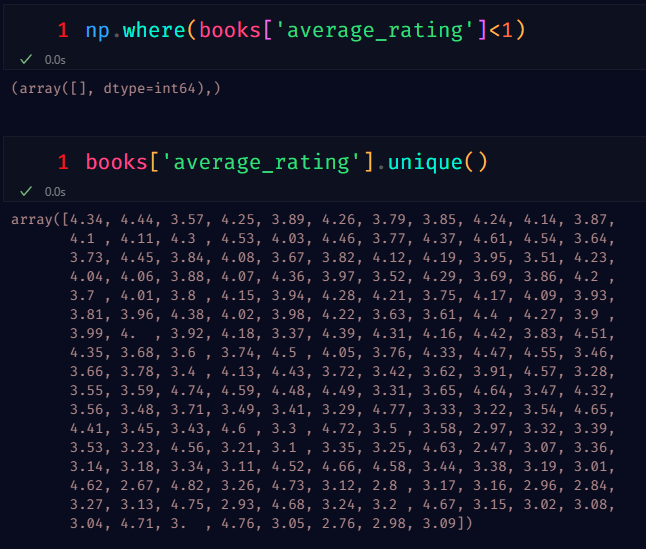 1 np.where(books['average_rating']<1)
✓ 0.0s
(array([], dtype=int64),)
1 books['average_rating'].unique()
✓ 0.0s
array([4.34, 4.44, 3.57, 4.25, 3.89, 4.26, 3.79, 3.85, 4.24, 4.14, 3.87,
4.1 , 4.11, 4.3 , 4.53, 4.03, 4.46, 3.77, 4.37, 4.61, 4.54, 3.64,
3.73, 4.45, 3.84, 4.08, 3.67, 3.82, 4.12, 4.19, 3.95, 3.51, 4.23,
4.04, 4.06, 3.88, 4.07, 4.36, 3.97, 3.52, 4.29, 3.69, 3.86, 4.2 ,
3.7 , 4.01, 3.8 , 4.15, 3.94, 4.28, 4.21, 3.75, 4.17, 4.09, 3.93,
3.81, 3.96, 4.38, 4.02, 3.98, 4.22, 3.63, 3.61, 4.4 , 4.27, 3.9 ,
3.99, 4.  , 3.92, 4.18, 3.37, 4.39, 4.31, 4.16, 4.42, 3.83, 4.51,
4.35, 3.68, 3.6 , 3.74, 4.5 , 4.05, 3.76, 4.33, 4.47, 4.55, 3.46,
3.66, 3.78, 3.4 , 4.13, 4.43, 3.72, 3.42, 3.62, 3.91, 4.57, 3.28,
3.55, 3.59, 4.74, 4.59, 4.48, 4.49, 3.31, 3.65, 4.64, 3.47, 4.32,
3.56, 3.48, 3.71, 3.49, 3.41, 3.29, 4.77, 3.33, 3.22, 3.54, 4.65,
4.41, 3.45, 3.43, 4.6 , 3.3 , 4.72, 3.5 , 3.58, 2.97, 3.32, 3.39,
3.53, 3.23, 4.56, 3.21, 3.1 , 3.35, 3.25, 4.63, 2.47, 3.07, 3.36,
3.14, 3.18, 3.34, 3.11, 4.52, 4.66, 4.58, 3.44, 3.38, 3.19, 3.01,
4.62, 2.67, 4.82, 3.26, 4.73, 3.12, 2.8 , 3.17, 3.16, 2.96, 2.84,
3.27, 3.13, 4.75, 2.93, 4.68, 3.24, 3.2 , 4.67, 3.15, 3.02, 3.08,
3.04, 4.71, 3.  , 4.76, 3.05, 2.76, 2.98, 3.09])